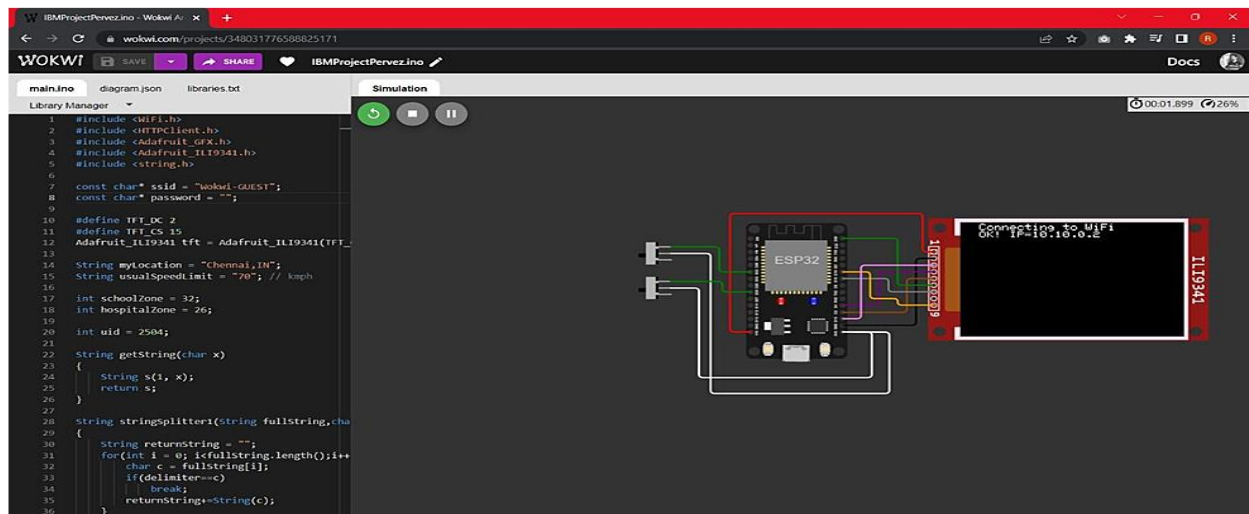 IBMProjectPervez.ino - Wokwi A
wokwi.com/projects/348031776588825171
R
WOKWI SAVE SHARE IBMProjectPervez.ino Docs
main.ino diagram.json libraries.txt Simulation
Library Manager
00:01.899 26%
1 #include <WiFi.h>
2 #include <HTTPClient.h>
3 #include <Adafruit_GFX.h>
4 #include <Adafruit_ILI9341.h>
5 #include <string.h>
6
7 const char* ssid = "Wokwi-GUEST";
8 const char* password = "";
9
10 #define TFT_DC 2
11 #define TFT_CS 15
12 Adafruit_ILI9341 tft = Adafruit_ILI9341(TFT_
13
14 String myLocation = "Chennai,IN";
15 String usualSpeedLimit = "70"; // kmph
16
17 int schoolZone = 32;
18 int hospitalZone = 26;
19
20 int uid = 2504;
21
22 String getString(char x)
23 {
24 String s(1, x);
25 return s;
26 }
27
28 String stringSplitter1(String fullString,cha
29 {
30 String returnString = "";
31 for(int i = 0; i<fullString.length();i++
32 char c = fullString[i];
33 if(delimiter==c)
34 break;
35 returnString+=String(c);
36 }
ESP32
Connecting to WiFi
OK! IP=10.10.0.2
1
9
ILI9341